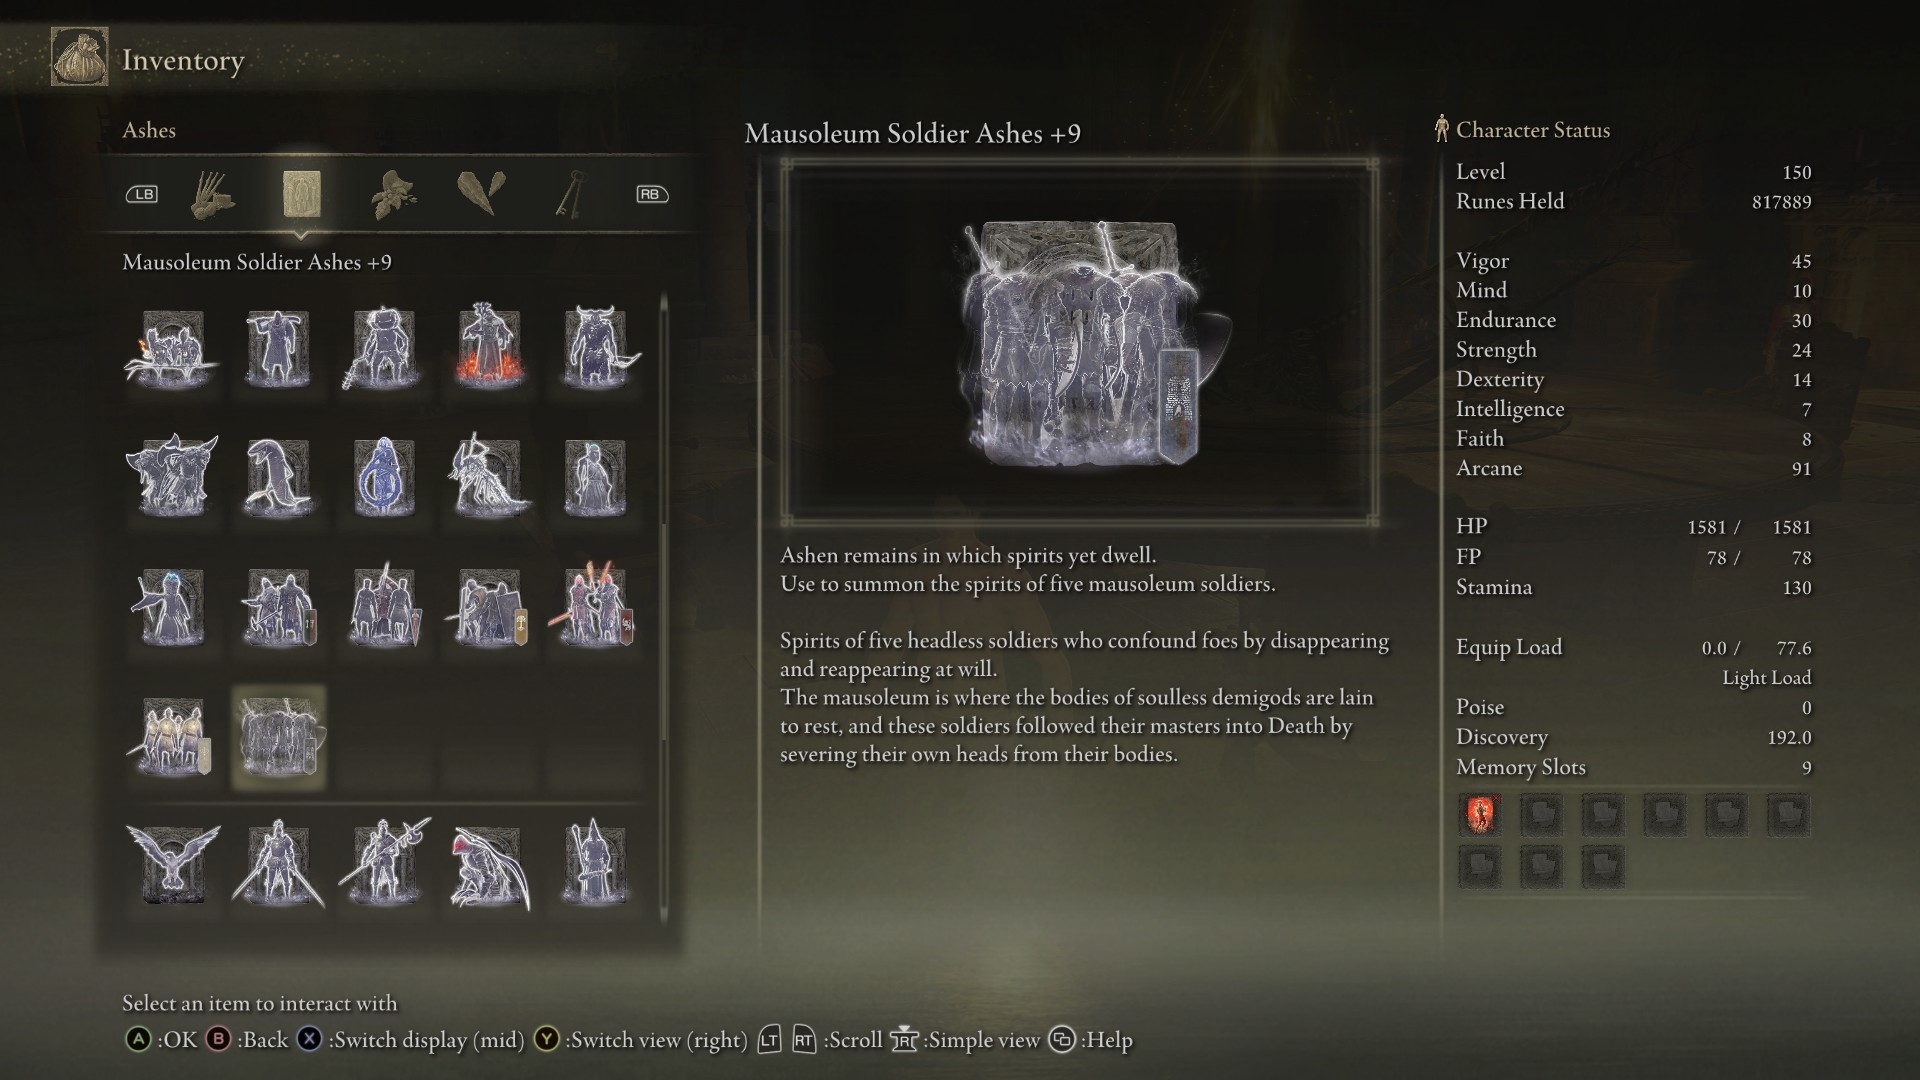 Inventory
Ashes
LB
RB
Mausoleum Soldier Ashes +9
Mausoleum Soldier Ashes +9
Ashen remains in which spirits yet dwell.
Use to summon the spirits of five mausoleum soldiers.
Spirits of five headless soldiers who confound foes by disappearing
and reappearing at will.
The mausoleum is where the bodies of soulless demigods are lain
to rest, and these soldiers followed their masters into Death by
severing their own heads from their bodies.
Character Status
Level 150
Runes Held 817889
Vigor 45
Mind 10
Endurance 30
Strength 24
Dexterity 14
Intelligence 7
Faith 8
Arcane 91
HP 1581 / 1581
FP 78 / 78
Stamina 130
Equip Load 0.0 / 77.6
Light Load
Poise 0
Discovery 192.0
Memory Slots 9
Select an item to interact with
A :OK B :Back X :Switch display (mid) Y :Switch view (right) LT RT :Scroll R :Simple view :Help